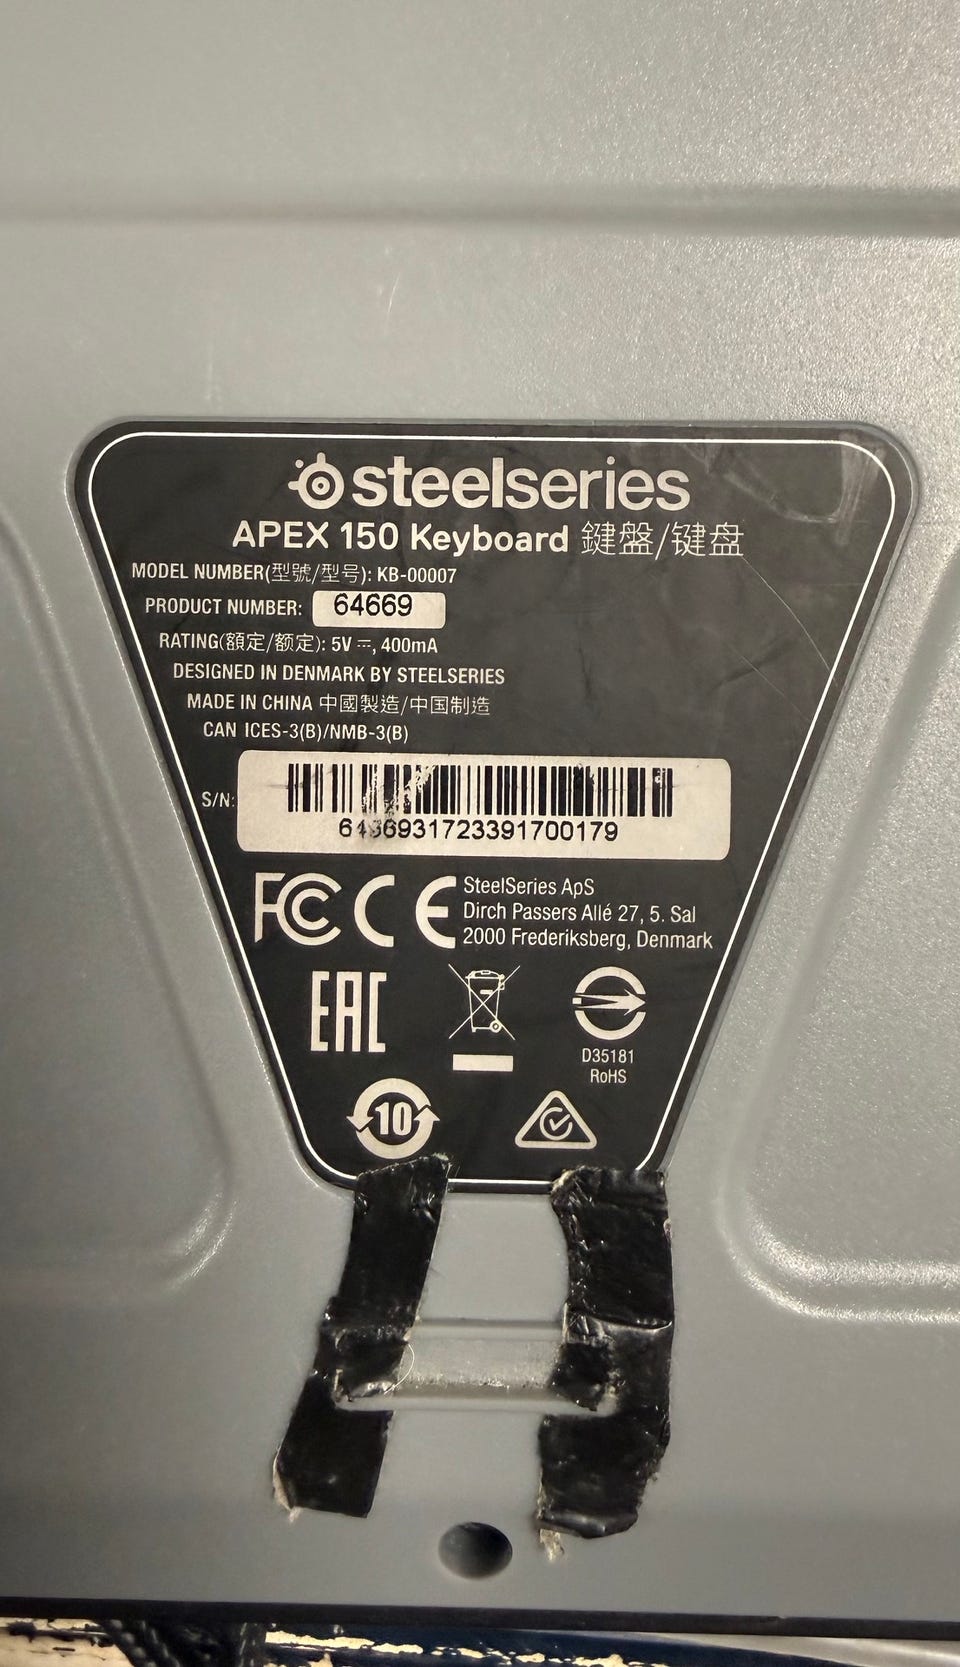 steelseries
APEX 150 Keyboard 鍵盤/键盘
MODEL NUMBER(型號/型号): KB-00007
PRODUCT NUMBER: 64669
RATING(額定/额定): 5V ⎓, 400mA
DESIGNED IN DENMARK BY STEELSERIES
MADE IN CHINA 中國製造/中国制造
CAN ICES-3(B)/NMB-3(B)
S/N:
FCC CE
SteelSeries ApS
Dirch Passers Allé 27, 5. Sal
2000 Frederiksberg, Denmark
EAC
D35181
RoHS
10